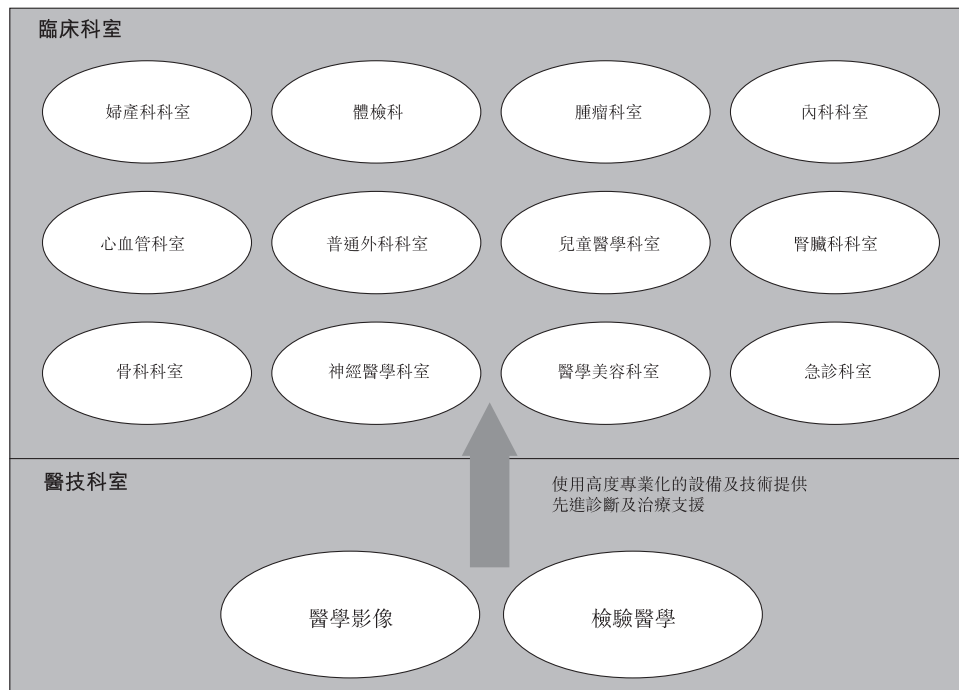 臨床科室
婦產科科室
體檢科
腫瘤科室
內科科室
心血管科室
普通外科科室
兒童醫學科室
腎臟科科室
骨科科室
神經醫學科室
醫學美容科室
急診科室
醫技科室
使用高度專業化的設備及技術提供
先進診斷及治療支援
醫學影像
檢驗醫學